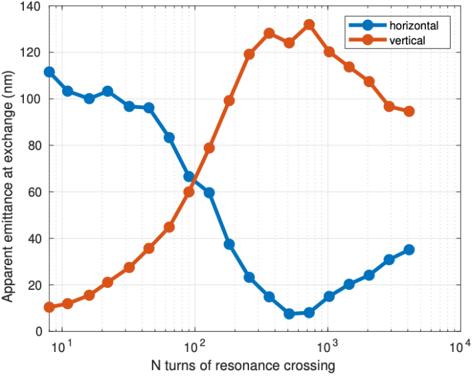 140
120
100
80
60
40
20
0
Apparent emittance at exchange (nm)
horizontal
vertical
10^1 10^2 10^3 10^4
N turns of resonance crossing